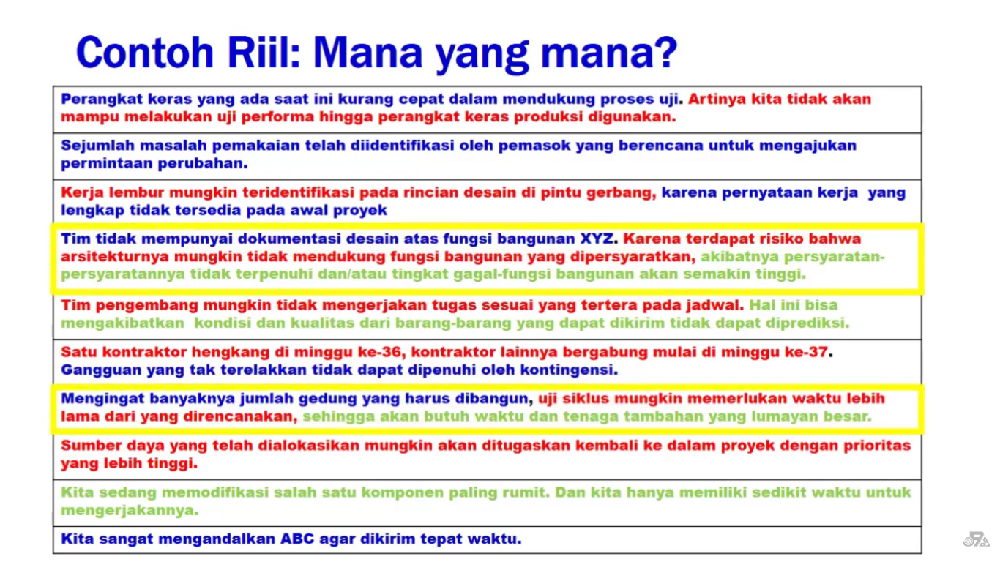 Contoh Riil: Mana yang mana?
Perangkat keras yang ada saat ini kurang cepat dalam mendukung proses uji. Artinya kita tidak akan
mampu melakukan uji performa hingga perangkat keras produksi digunakan.
Sejumlah masalah pemakaian telah diidentifikasi oleh pemasok yang berencana untuk mengajukan
permintaan perubahan.
Kerja lembur mungkin teridentifikasi pada rincian desain di pintu gerbang, karena pernyataan kerja yang
lengkap tidak tersedia pada awal proyek
Tim tidak mempunyai dokumentasi desain atas fungsi bangunan XYZ. Karena terdapat risiko bahwa
arsitekturnya mungkin tidak mendukung fungsi bangunan yang dipersyaratkan, akibatnya persyaratan-
persyaratannya tidak terpenuhi dan/atau tingkat gagal-fungsi bangunan akan semakin tinggi.
Tim pengembang mungkin tidak mengerjakan tugas sesuai yang tertera pada jadwal. Hal ini bisa
mengakibatkan kondisi dan kualitas dari barang-barang yang dapat dikirim tidak dapat diprediksi.
Satu kontraktor hengkang di minggu ke-36, kontraktor lainnya bergabung mulai di minggu ke-37.
Gangguan yang tak terelakkan tidak dapat dipenuhi oleh kontingensi.
Mengingat banyaknya jumlah gedung yang harus dibangun, uji siklus mungkin memerlukan waktu lebih
lama dari yang direncanakan, sehingga akan butuh waktu dan tenaga tambahan yang lumayan besar.
Sumber daya yang telah dialokasikan mungkin akan ditugaskan kembali ke dalam proyek dengan prioritas
yang lebih tinggi.
Kita sedang memodifikasi salah satu komponen paling rumit. Dan kita hanya memiliki sedikit waktu untuk
mengerjakannya.
Kita sangat mengandalkan ABC agar dikirim tepat waktu.